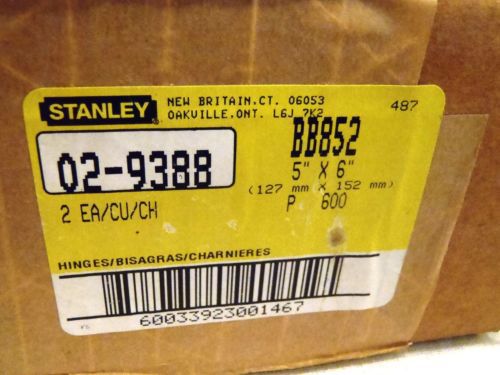 STANLEY
NEW BRITAIN, CT. 06053
OAKVILLE, ONT. L6J 7K2
487
02-9388
BB852
5" X 6"
(127 mm X 152 mm)
2 EA/CU/CH
P 600
HINGES/BISAGRAS/CHARNIERES
60033923001467